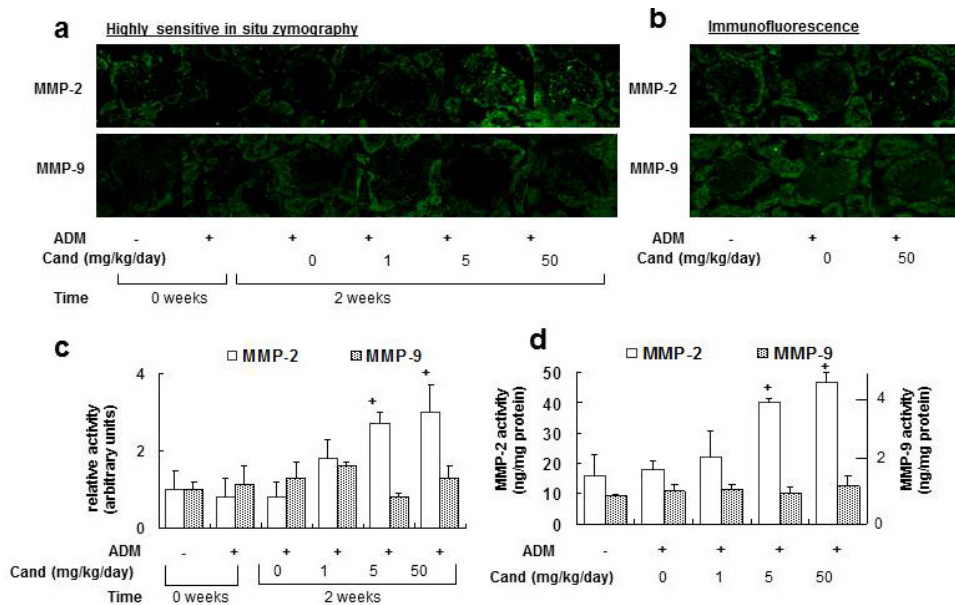 a Highly sensitive in situ zymography
MMP-2
MMP-9
ADM - + + + + +
Cand (mg/kg/day) 0 1 5 50
Time 0 weeks 2 weeks
b Immunofluorescence
MMP-2
MMP-9
ADM - + +
Cand (mg/kg/day) 0 50
c MMP-2 MMP-9
relative activity
(arbitrary units)
4
2
0
+ +
ADM - + + + + +
Cand (mg/kg/day) 0 1 5 50
Time 0 weeks 2 weeks
d MMP-2 MMP-9
MMP-2 activity
(ng/mg protein)
50
40
30
20
10
0
+ +
4
2
0
MMP-9 activity
(ng/mg protein)
ADM - + + + +
Cand (mg/kg/day) 0 1 5 50